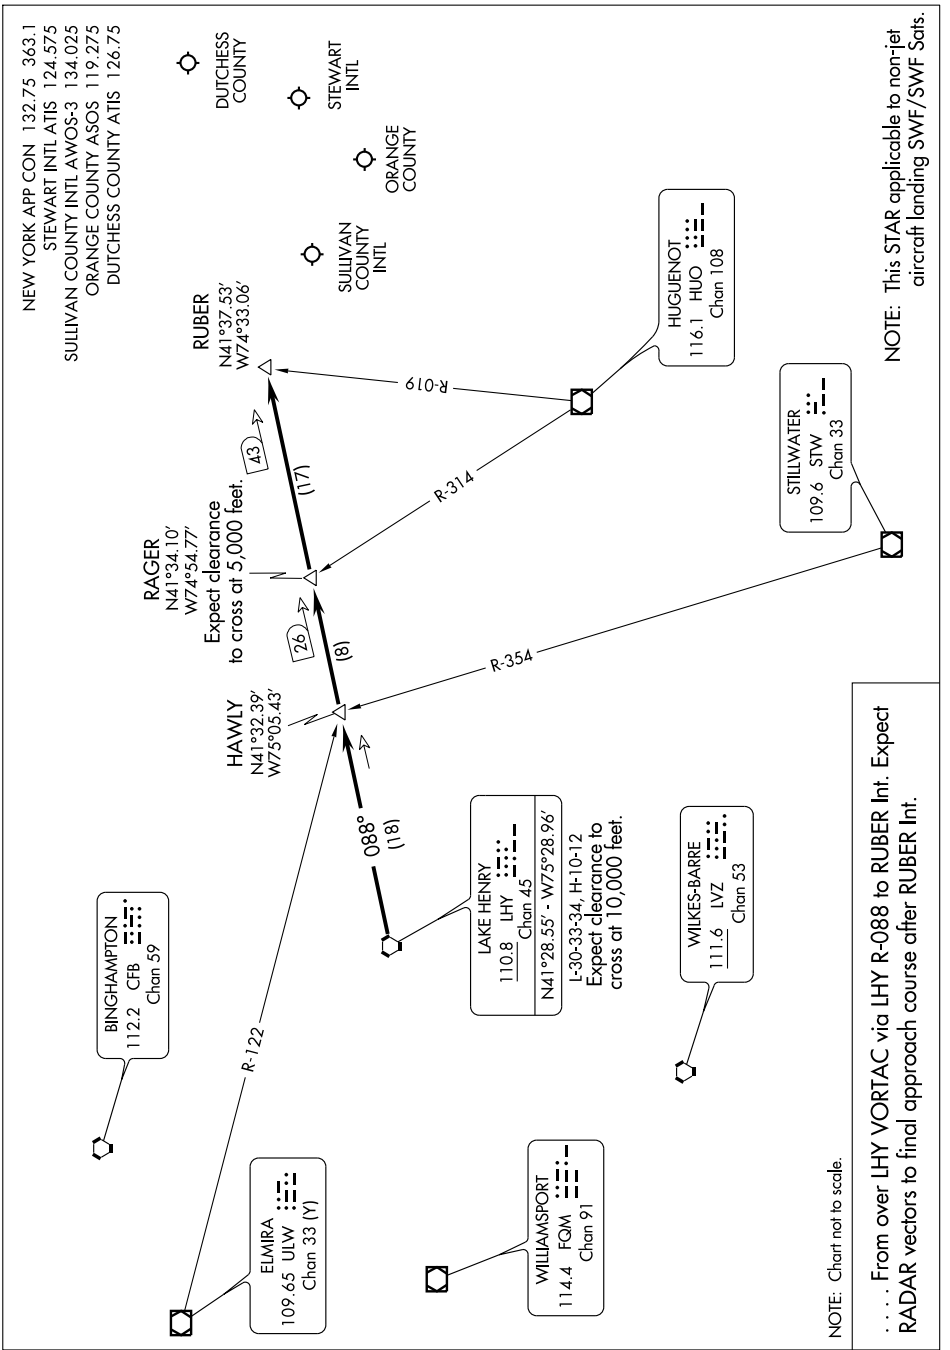 NEW YORK APP CON 132.75 363.1
STEWART INTL ATIS 124.575
SULLIVAN COUNTY INTL AWOS-3 134.025
ORANGE COUNTY ASOS 119.275
DUTCHESS COUNTY ATIS 126.75
DUTCHESS
COUNTY
STEWART
INTL
ORANGE
COUNTY
SULLIVAN
COUNTY
INTL
RUBER
N41°37.53'
W74°33.06'
43
(17)
RAGER
N41°34.10'
W74°54.77'
Expect clearance
to cross at 5,000 feet.
26
(8)
HAWLY
N41°32.39'
W75°05.43'
088°
(18)
R-019
R-314
R-354
R-122
HUGUENOT
116.1 HUO
Chan 108
STILLWATER
109.6 STW
Chan 33
BINGHAMPTON
112.2 CFB
Chan 59
LAKE HENRY
110.8 LHY
Chan 45
N41°28.55' - W75°28.96'
L-30-33-34, H-10-12
Expect clearance to
cross at 10,000 feet.
WILKES-BARRE
111.6 LVZ
Chan 53
ELMIRA
109.65 ULW
Chan 33 (Y)
WILLIAMSPORT
114.4 FQM
Chan 91
NOTE: This STAR applicable to non-jet
aircraft landing SWF/SWF Sats.
NOTE: Chart not to scale.
. . . . From over LHY VORTAC via LHY R-088 to RUBER Int. Expect
RADAR vectors to final approach course after RUBER Int.